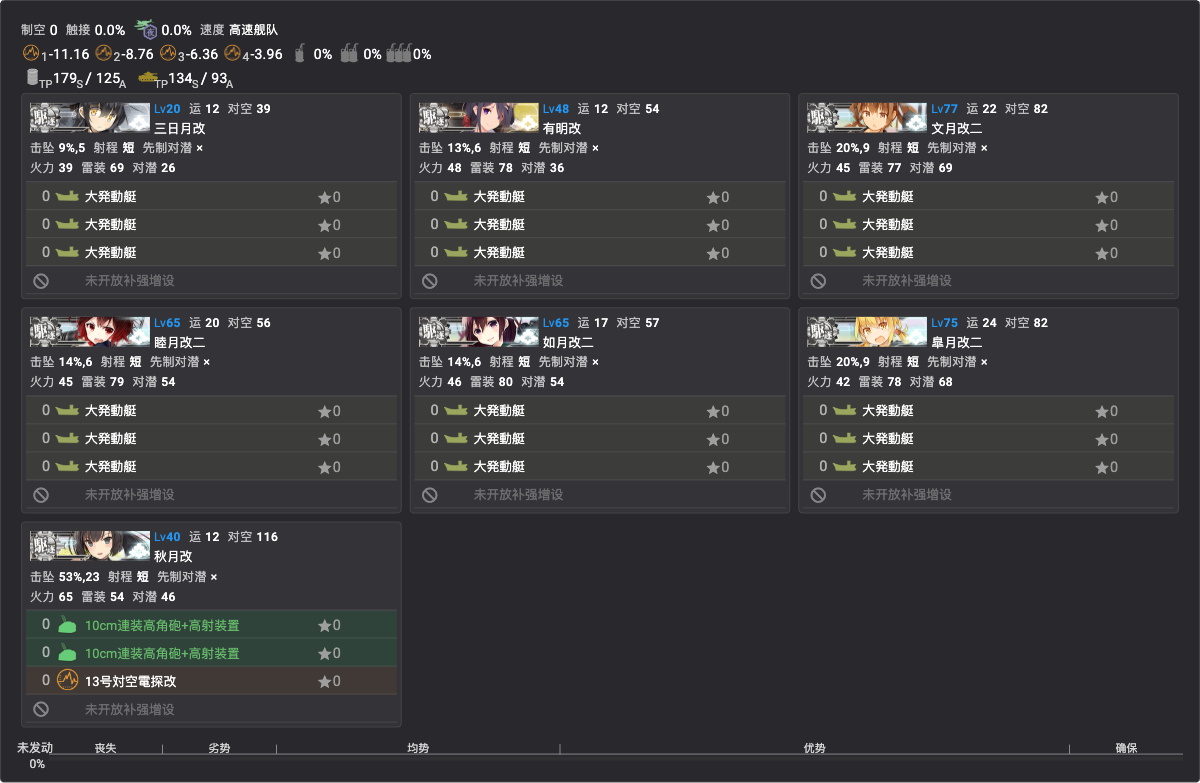 制空 0 触接 0.0% 夜 0.0% 速度 高速舰队
1-11.16 2-8.76 3-6.36 4-3.96 0% 0% 0%
TP 179S / 125A TP 134S / 93A
Lv20 运 12 对空 39
三日月改
击坠 9%,5 射程 短 先制对潜 ×
火力 39 雷装 69 对潜 26
0 大発動艇 ★0
0 大発動艇 ★0
0 大発動艇 ★0
未开放补强增设
Lv48 运 12 对空 54
有明改
击坠 13%,6 射程 短 先制对潜 ×
火力 48 雷装 78 对潜 36
0 大発動艇 ★0
0 大発動艇 ★0
0 大発動艇 ★0
未开放补强增设
Lv77 运 22 对空 82
文月改二
击坠 20%,9 射程 短 先制对潜 ×
火力 45 雷装 77 对潜 69
0 大発動艇 ★0
0 大発動艇 ★0
0 大発動艇 ★0
未开放补强增设
Lv65 运 20 对空 56
睦月改二
击坠 14%,6 射程 短 先制对潜 ×
火力 45 雷装 79 对潜 54
0 大発動艇 ★0
0 大発動艇 ★0
0 大発動艇 ★0
未开放补强增设
Lv65 运 17 对空 57
如月改二
击坠 14%,6 射程 短 先制对潜 ×
火力 46 雷装 80 对潜 54
0 大発動艇 ★0
0 大発動艇 ★0
0 大発動艇 ★0
未开放补强增设
Lv75 运 24 对空 82
皐月改二
击坠 20%,9 射程 短 先制对潜 ×
火力 42 雷装 78 对潜 68
0 大発動艇 ★0
0 大発動艇 ★0
0 大発動艇 ★0
未开放补强增设
Lv40 运 12 对空 116
秋月改
击坠 53%,23 射程 短 先制对潜 ×
火力 65 雷装 54 对潜 46
0 10cm連装高角砲+高射装置 ★0
0 10cm連装高角砲+高射装置 ★0
0 13号対空電探改 ★0
未开放补强增设
未发动 丧失 劣势 均势 优势 确保
0%